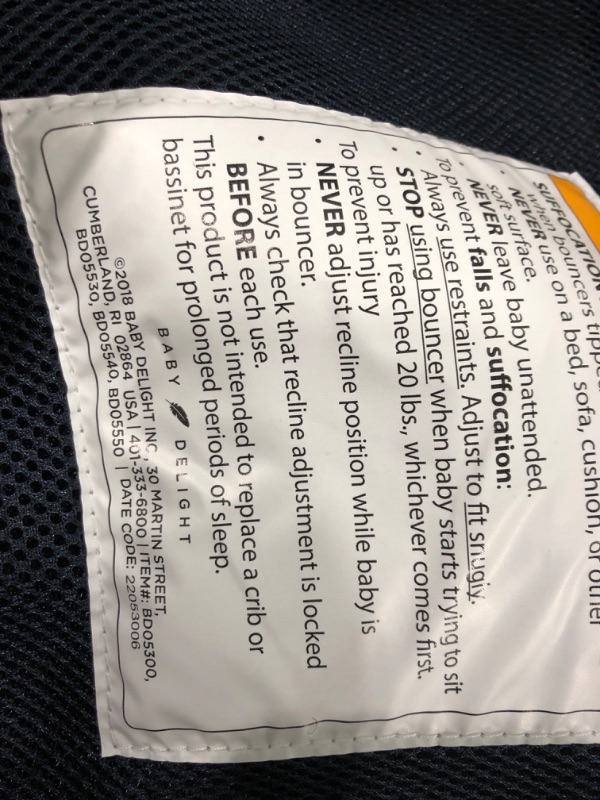 SUFFOCATION
when bouncers
NEVER use on a bed, sofa, cushion, or other
soft surface.
• NEVER leave baby unattended.
To prevent falls and suffocation:
• Always use restraints. Adjust to fit snugly.
• STOP using bouncer when baby starts trying to sit
up or has reached 20 lbs., whichever comes first.
To prevent injury
• NEVER adjust recline position while baby is
in bouncer.
• Always check that recline adjustment is locked
BEFORE each use.
This product is not intended to replace a crib or
bassinet for prolonged periods of sleep.
BABY DELIGHT
©2018 BABY DELIGHT INC, 30 MARTIN STREET,
CUMBERLAND, RI 02864 USA | 401-333-6800 | ITEM#: BD05300,
BD05530, BD05540, BD05550 | DATE CODE: 22053006